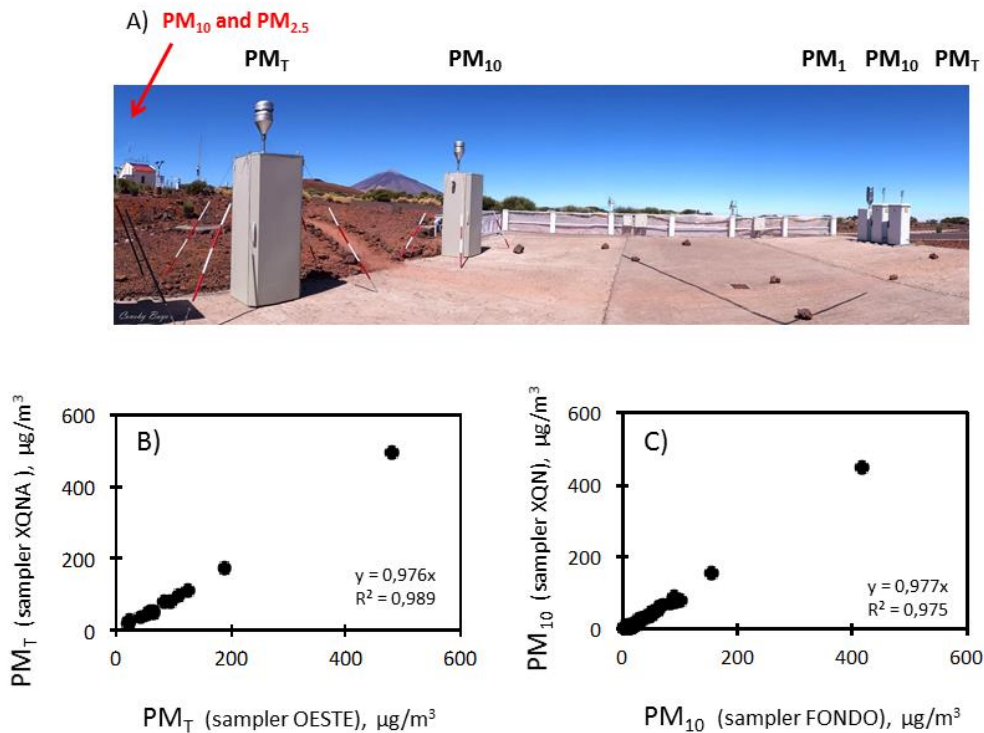 A) PM10 and PM2.5
PMT PM10 PM1 PM10 PMT
Conchy Bayo
600
400
200
0
0 200 400 600
B)
y = 0,976x
R² = 0,989
PMT (sampler XQNA), µg/m³
PMT (sampler OESTE), µg/m³
600
400
200
0
0 200 400 600
C)
y = 0,977x
R² = 0,975
PM10 (sampler XQN), µg/m³
PM10 (sampler FONDO), µg/m³